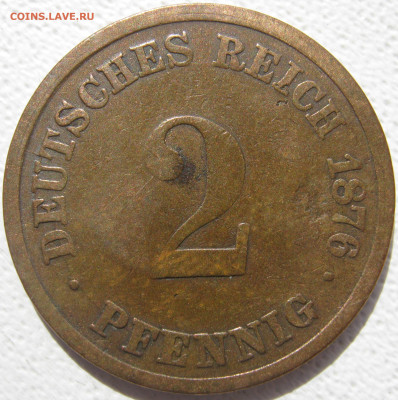 COINS.LAVE.RU
· DEUTSCHES REICH 1876 ·
2
PFENNIG